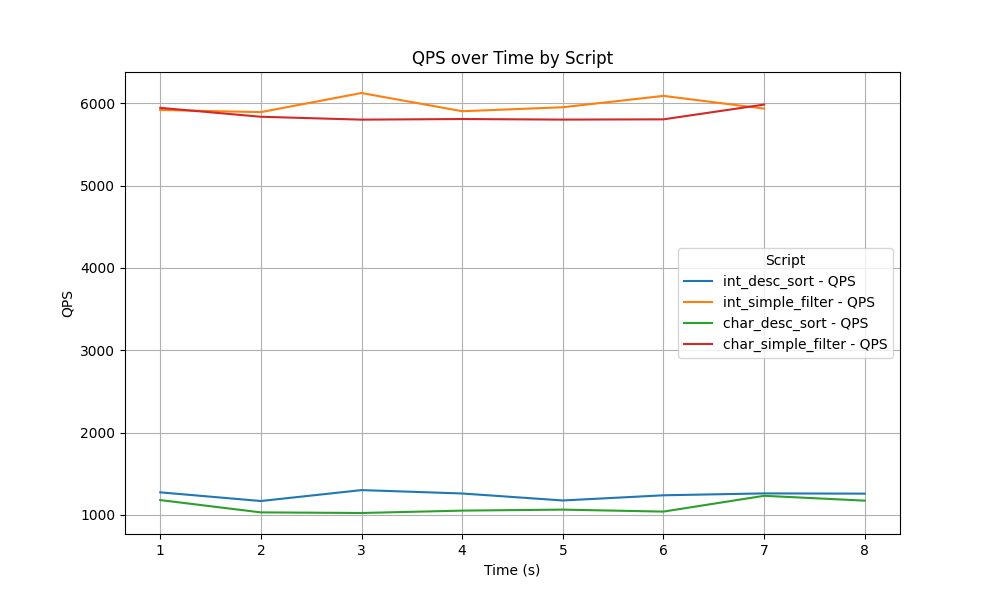 QPS over Time by Script
QPS
6000
5000
4000
3000
2000
1000
Script
int_desc_sort - QPS
int_simple_filter - QPS
char_desc_sort - QPS
char_simple_filter - QPS
1 2 3 4 5 6 7 8
Time (s)